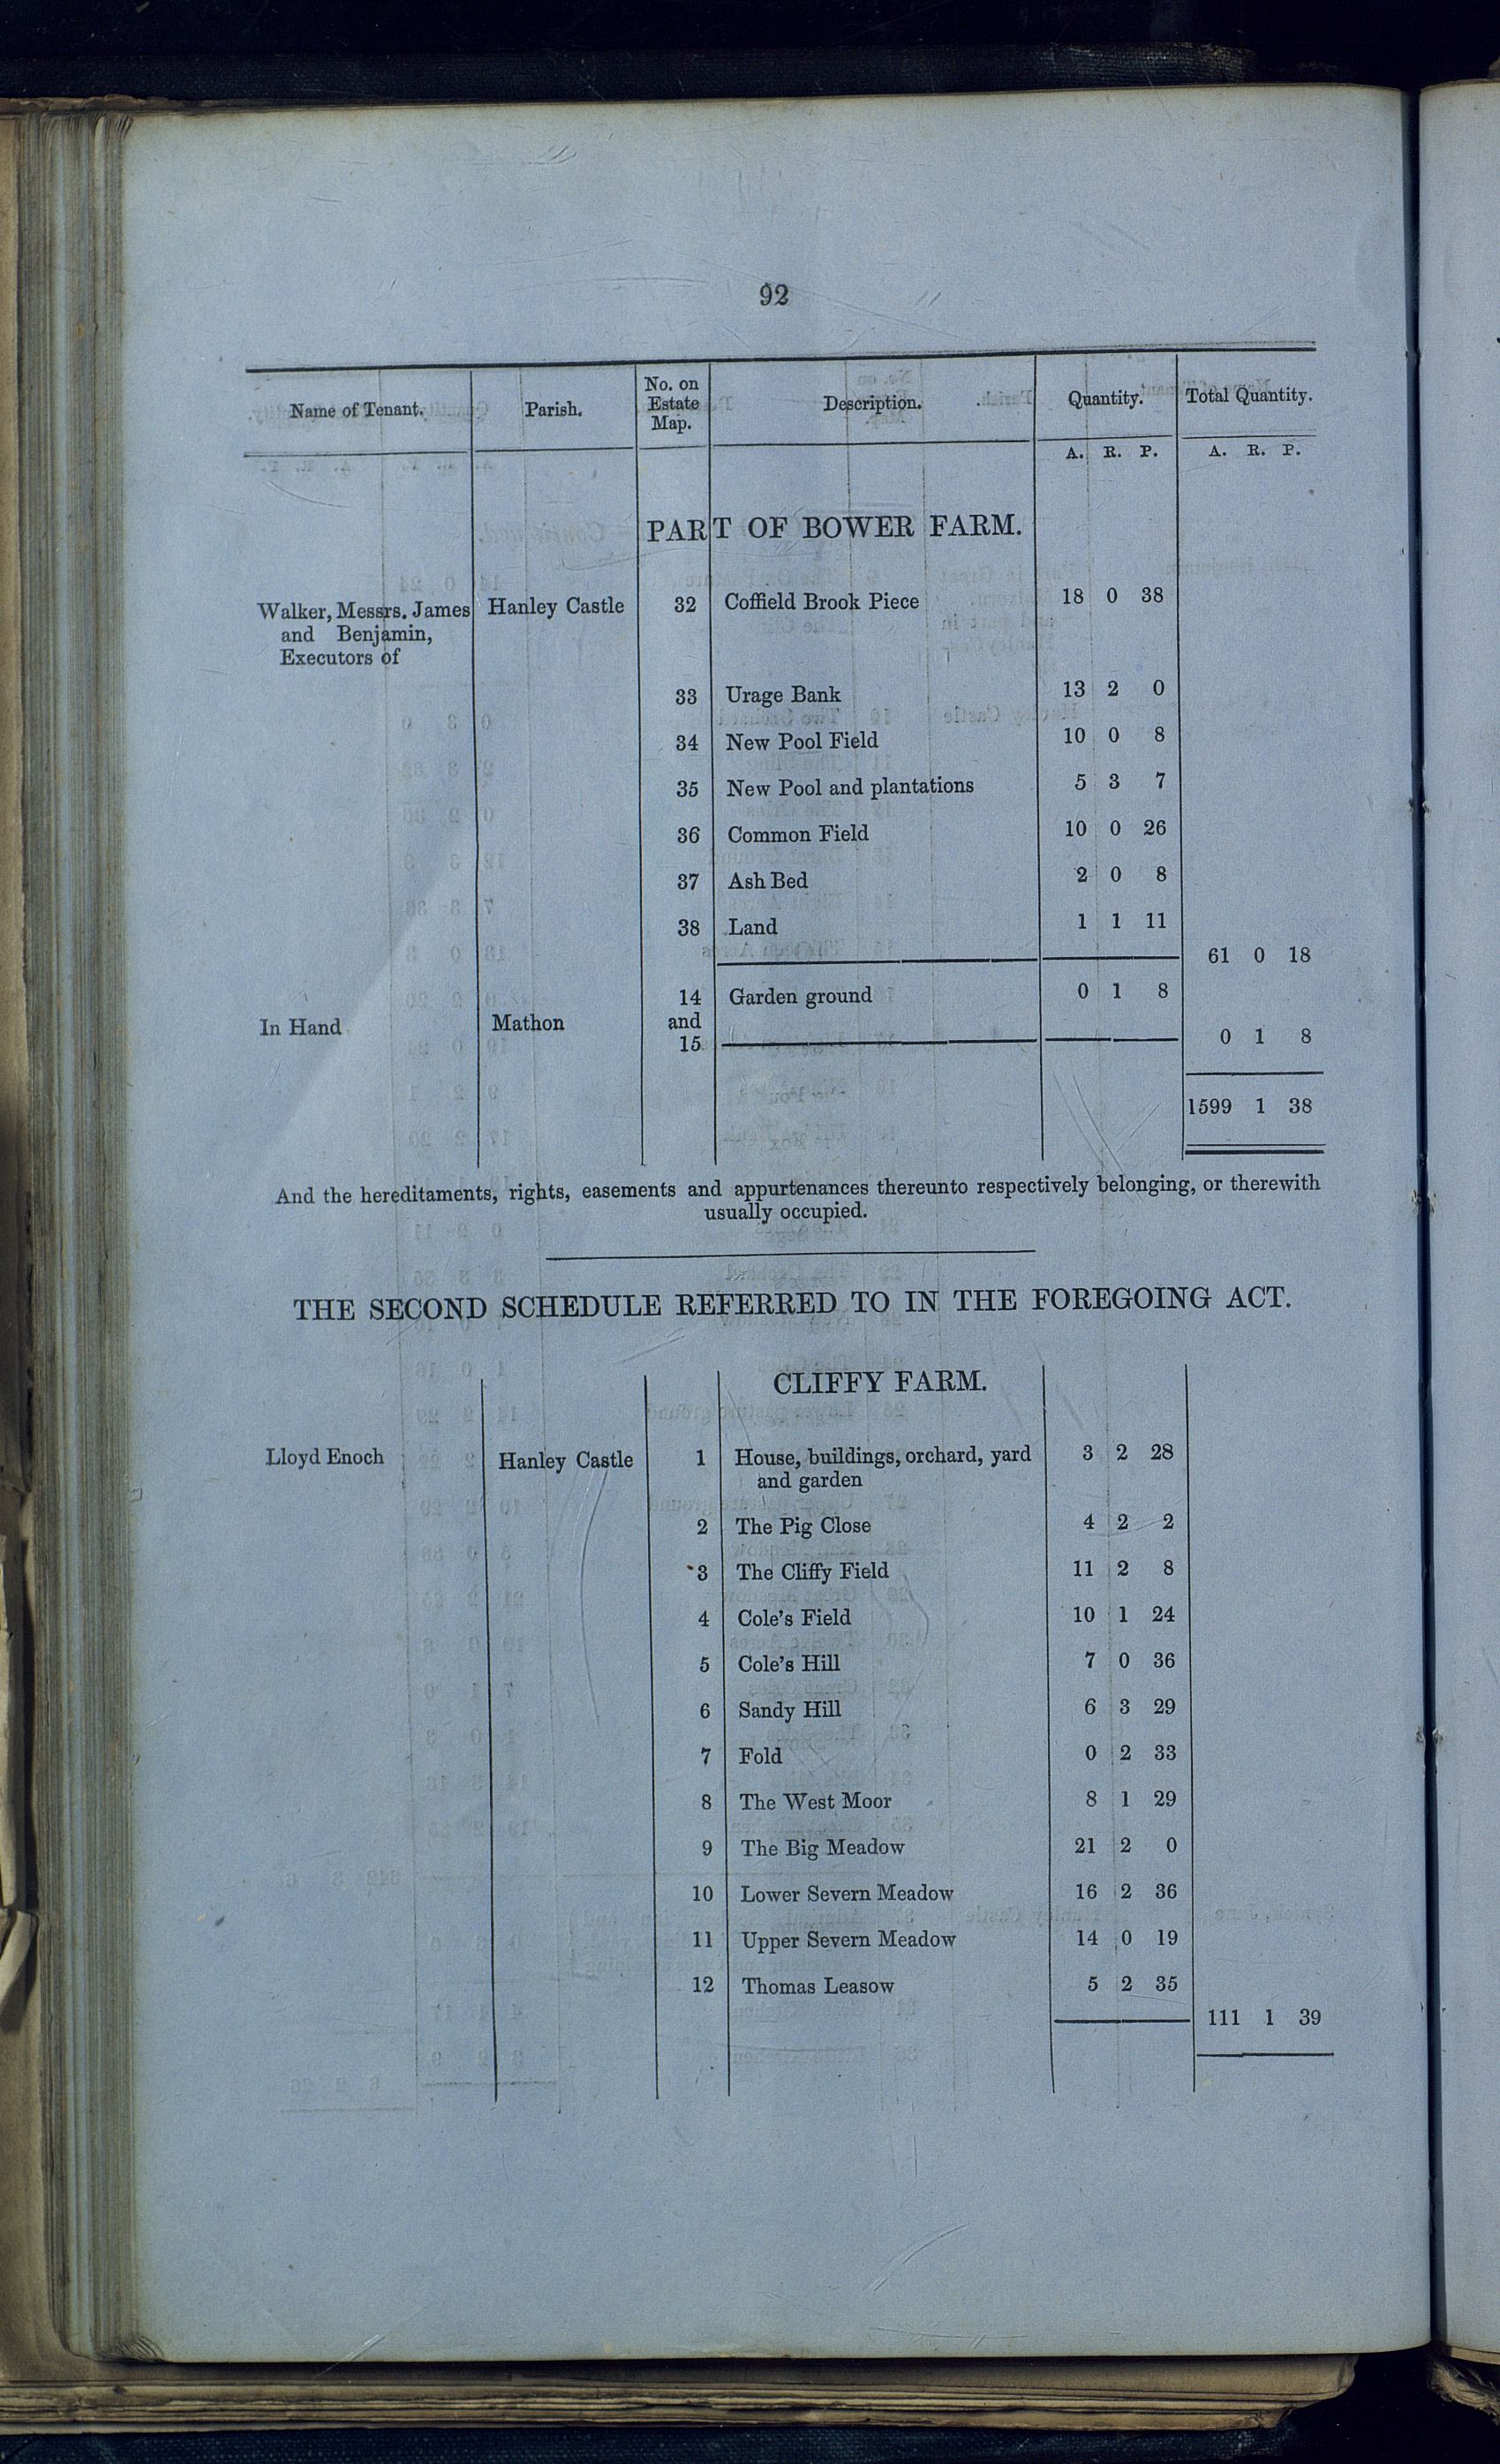 92
Name of Tenant. Parish. No. on Estate Map. Description. Quantity. Total Quantity.
A. R. P. A. R. P.
PART OF BOWER FARM.
Walker, Messrs. James Hanley Castle 32 Coffield Brook Piece 18 0 38
and Benjamin,
Executors of
33 Urage Bank 13 2 0
34 New Pool Field 10 0 8
35 New Pool and plantations 5 3 7
36 Common Field 10 0 26
37 Ash Bed 2 0 8
38 Land 1 1 11
61 0 18
14 Garden ground 0 1 8
In Hand Mathon and
15 0 1 8
1599 1 38
And the hereditaments, rights, easements and appurtenances thereunto respectively belonging, or therewith
usually occupied.
THE SECOND SCHEDULE REFERRED TO IN THE FOREGOING ACT.
CLIFFY FARM.
Lloyd Enoch Hanley Castle 1 House, buildings, orchard, yard 3 2 28
and garden
2 The Pig Close 4 2 2
3 The Cliffy Field 11 2 8
4 Cole's Field 10 1 24
5 Cole's Hill 7 0 36
6 Sandy Hill 6 3 29
7 Fold 0 2 33
8 The West Moor 8 1 29
9 The Big Meadow 21 2 0
10 Lower Severn Meadow 16 2 36
11 Upper Severn Meadow 14 0 19
12 Thomas Leasow 5 2 35
111 1 39